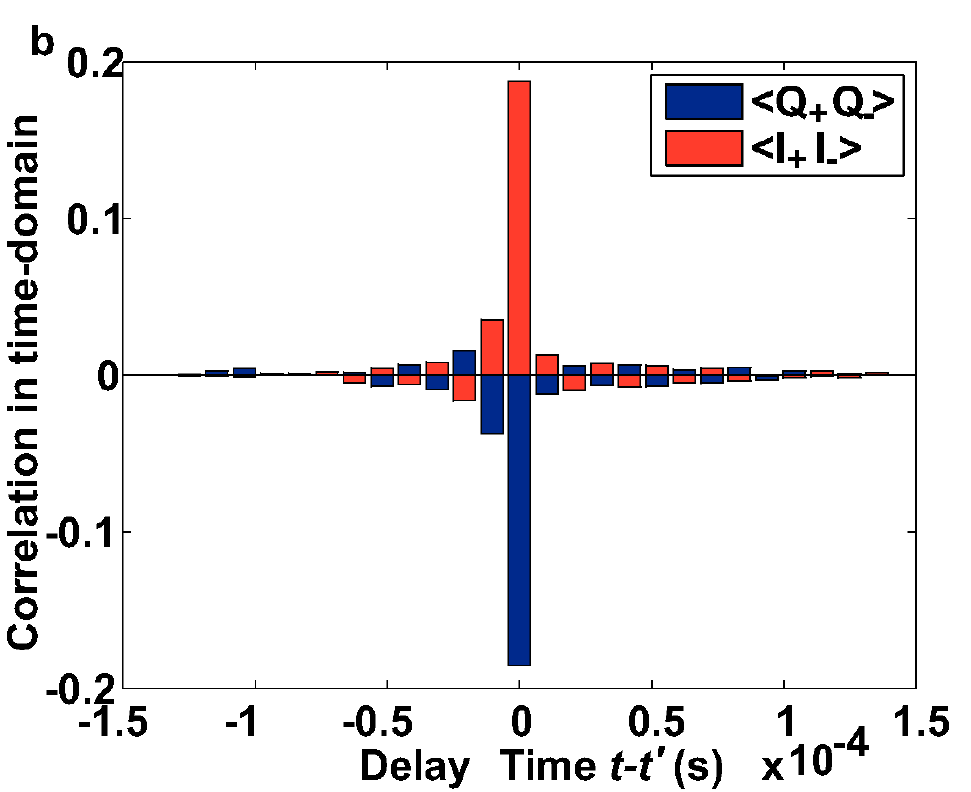 b
<Q+ Q->
<I+ I->
Correlation in time-domain
0.2
0.1
0
-0.1
-0.2
-1.5 -1 -0.5 0 0.5 1 1.5
Delay Time t-t′ (s) x10-4